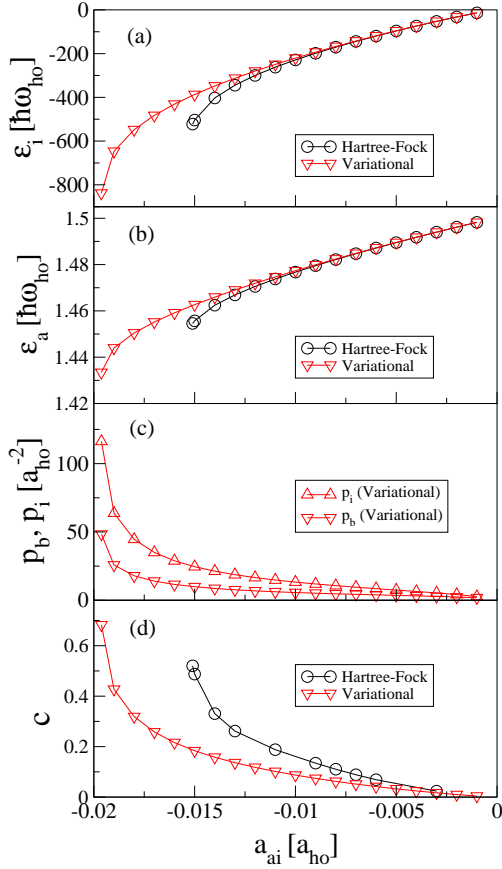 0
-200
-400
-600
-800
ε_i [ħω_ho]
(a)
Hartree-Fock
Variational
1.5
1.48
1.46
1.44
1.42
ε_a [ħω_ho]
(b)
Hartree-Fock
Variational
100
50
0
p_b, p_i [a_ho^-2]
(c)
p_i (Variational)
p_b (Variational)
0.6
0.4
0.2
0
c
(d)
Hartree-Fock
Variational
-0.02 -0.015 -0.01 -0.005 0
a_ai [a_ho]